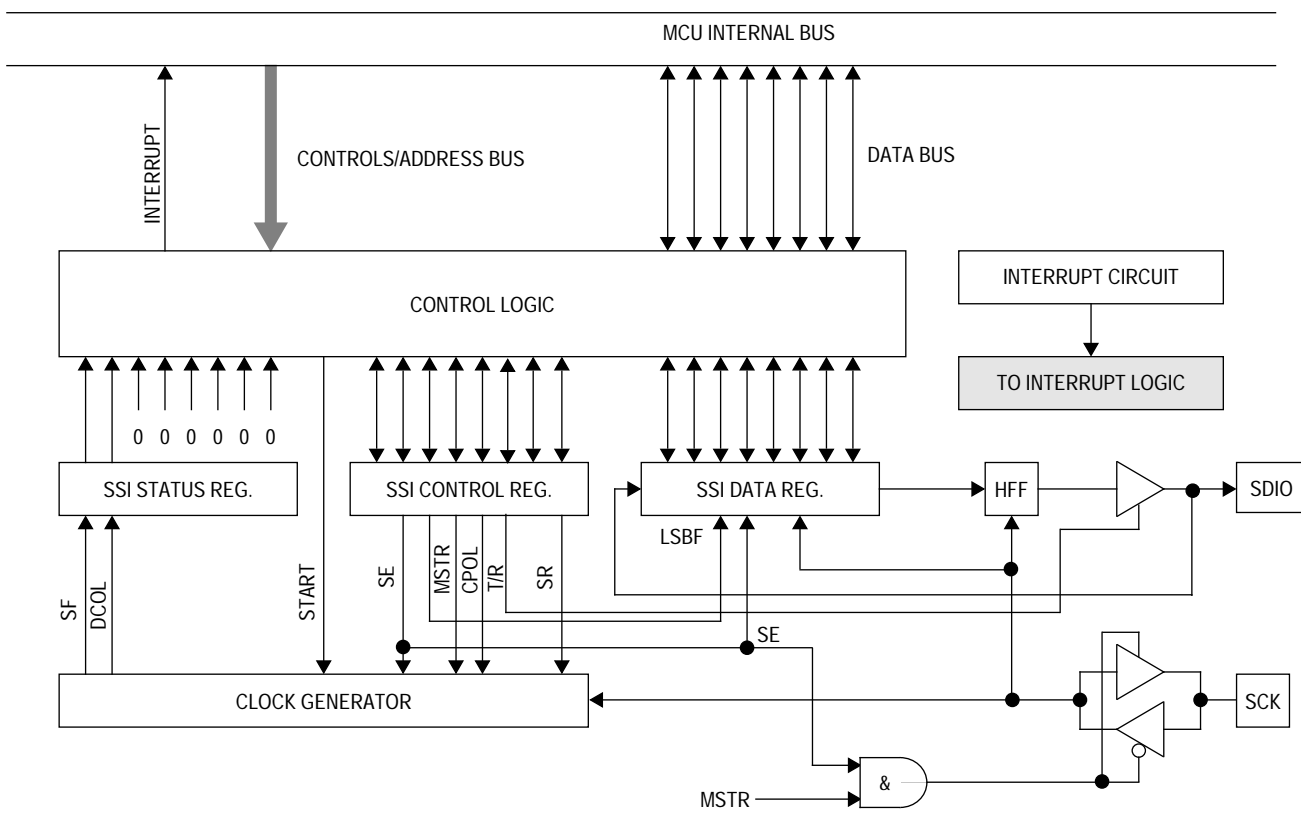 MCU INTERNAL BUS
INTERRUPT
CONTROLS/ADDRESS BUS
DATA BUS
CONTROL LOGIC
INTERRUPT CIRCUIT
TO INTERRUPT LOGIC
0 0 0 0 0 0
SSI STATUS REG.
SSI CONTROL REG.
SSI DATA REG.
HFF
SDIO
LSBF
SF
DCOL
START
SE
MSTR
CPOL
T/R
SR
SE
CLOCK GENERATOR
SCK
&
MSTR